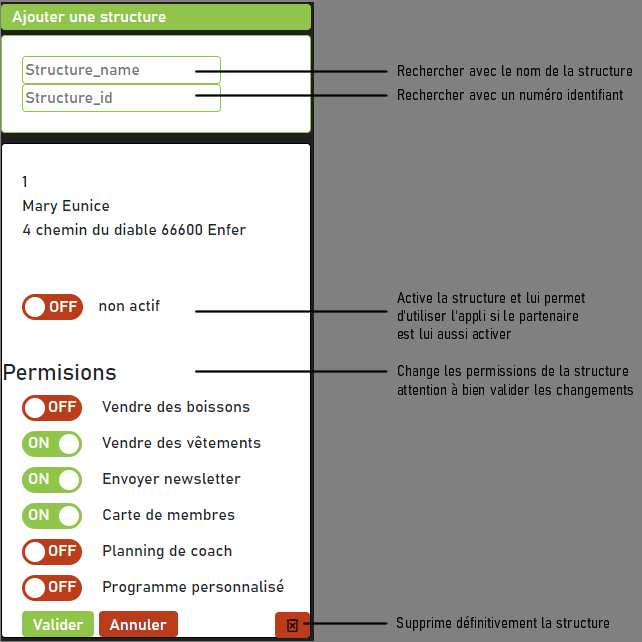 Ajouter une structure
Structure_name
Rechercher avec le nom de la structure
Structure_id
Rechercher avec un numéro identifiant
1
Mary Eunice
4 chemin du diable 66600 Enfer
OFF non actif
Active la structure et lui permet
d'utiliser l'appli si le partenaire
est lui aussi activer
Permisions
Change les permissions de la structure
attention à bien valider les changements
OFF Vendre des boissons
ON Vendre des vêtements
ON Envoyer newsletter
ON Carte de membres
OFF Planning de coach
OFF Programme personnalisé
Valider Annuler
Supprime définitivement la structure